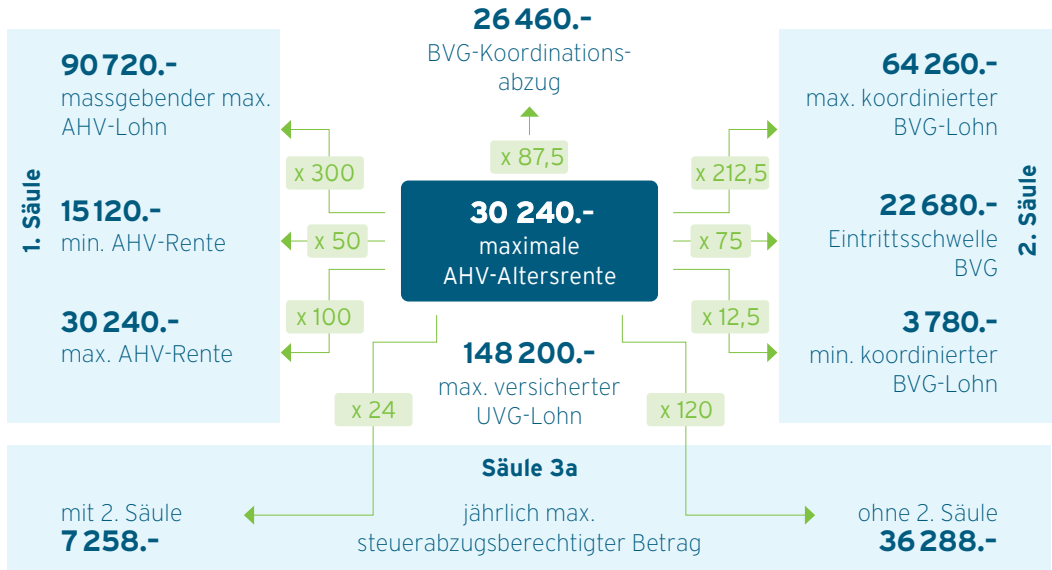 26 460.–
BVG-Koordinations-
abzug
1. Säule
90 720.–
massgebender max.
AHV-Lohn
15 120.–
min. AHV-Rente
30 240.–
max. AHV-Rente
x 300
x 50
x 100
x 87,5
30 240.–
maximale
AHV-Altersrente
148 200.–
max. versicherter
UVG-Lohn
x 212,5
x 75
x 12,5
64 260.–
max. koordinierter
BVG-Lohn
22 680.–
Eintrittsschwelle
BVG
3 780.–
min. koordinierter
BVG-Lohn
2. Säule
x 24
x 120
Säule 3a
mit 2. Säule
7 258.–
jährlich max.
steuerabzugsberechtigter Betrag
ohne 2. Säule
36 288.–